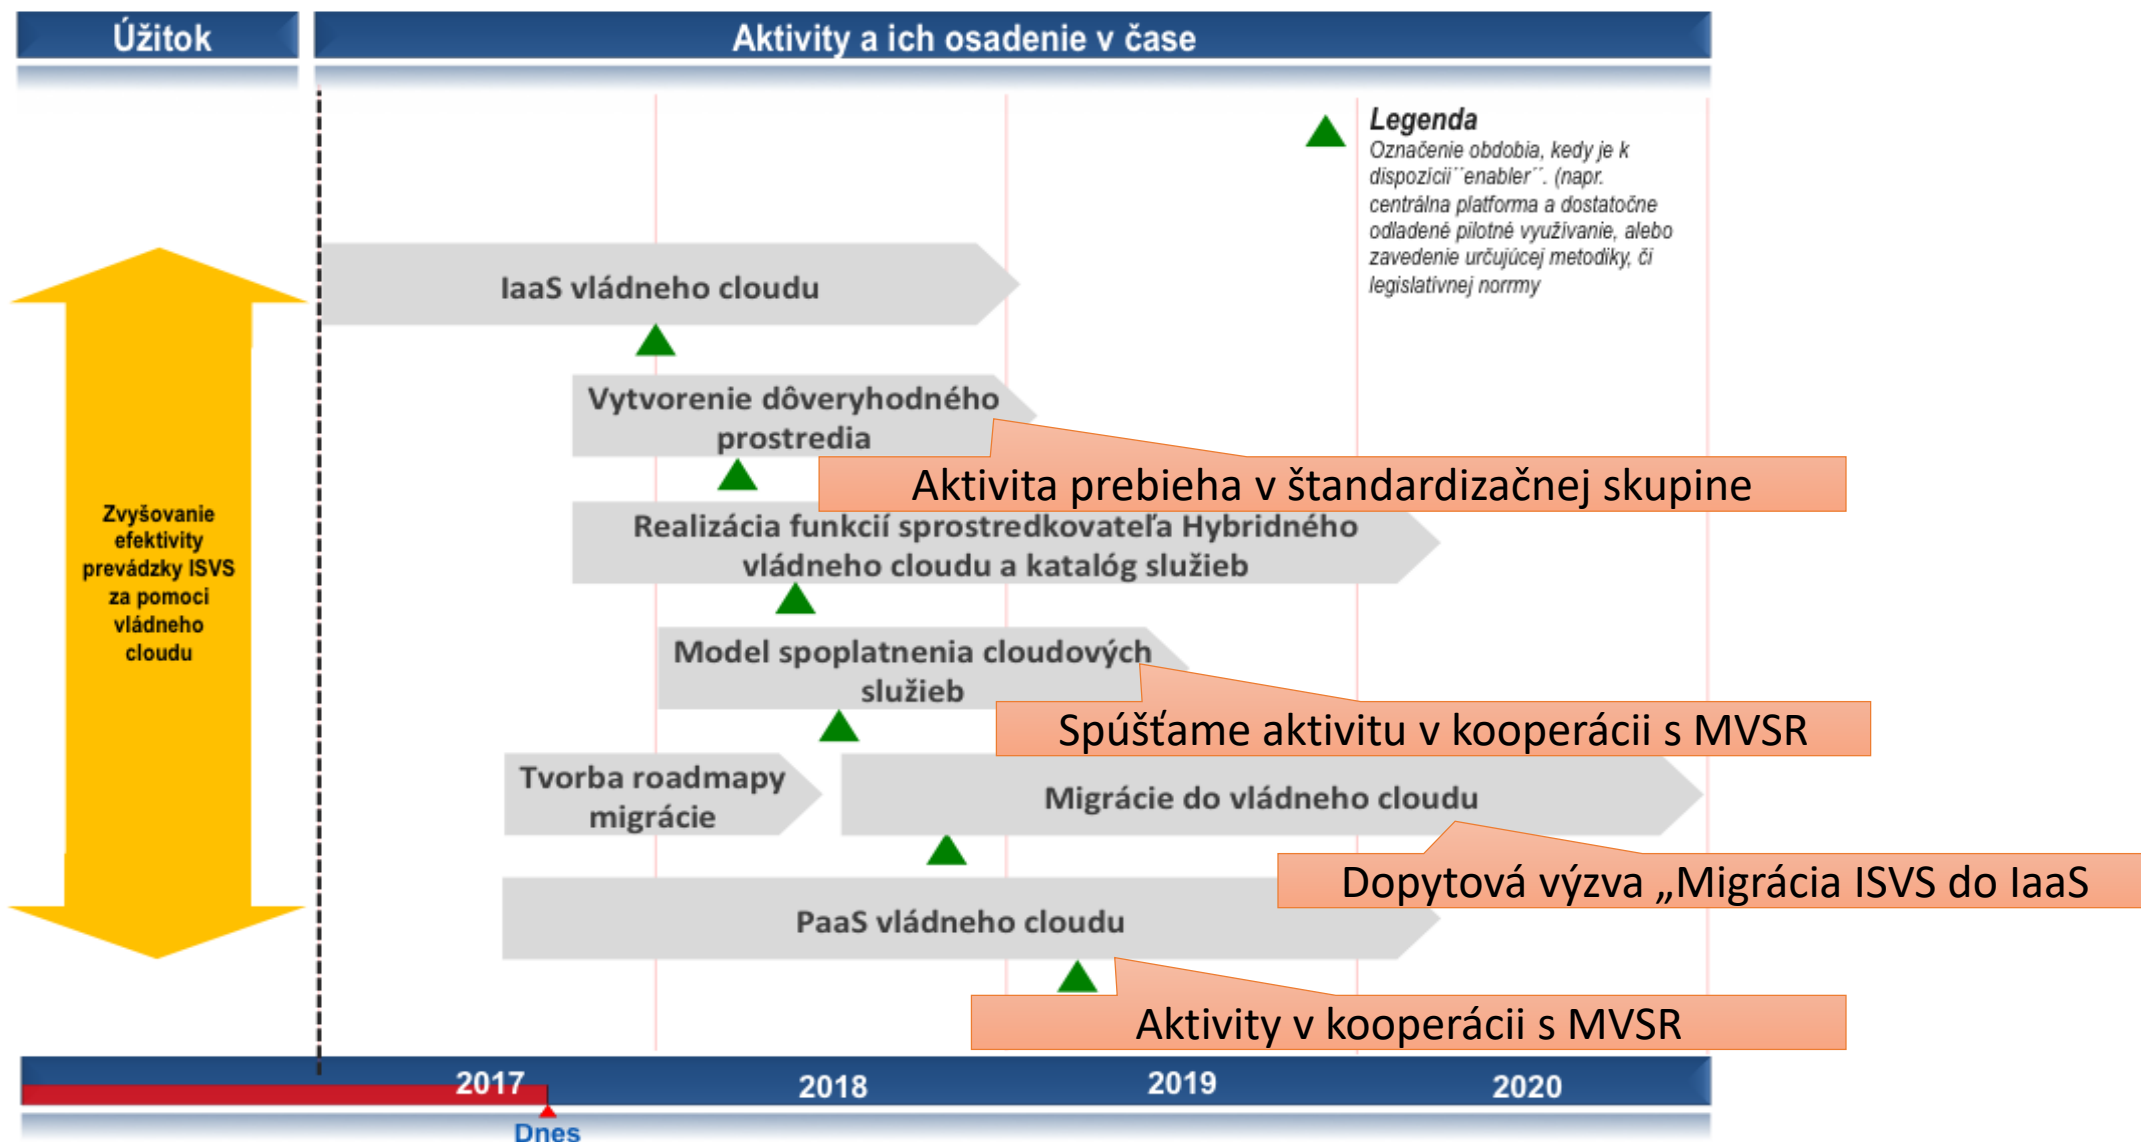 Úžitok
Aktivity a ich osadenie v čase
Legenda
Označenie obdobia, kedy je k
dispozícii´´enabler´´. (napr.
centrálna platforma a dostatočne
odladené pilotné využívanie, alebo
zavedenie určujúcej metodiky, či
legislatívnej norrmy
IaaS vládneho cloudu
Vytvorenie dôveryhodného
prostredia
Aktivita prebieha v štandardizačnej skupine
Zvyšovanie
efektivity
prevádzky ISVS
za pomoci
vládneho
cloudu
Realizácia funkcií sprostredkovateľa Hybridného
vládneho cloudu a katalóg služieb
Model spoplatnenia cloudových
služieb
Spúšťame aktivitu v kooperácii s MVSR
Tvorba roadmapy
migrácie
Migrácie do vládneho cloudu
Dopytová výzva „Migrácia ISVS do IaaS
PaaS vládneho cloudu
Aktivity v kooperácii s MVSR
2017
2018
2019
2020
Dnes